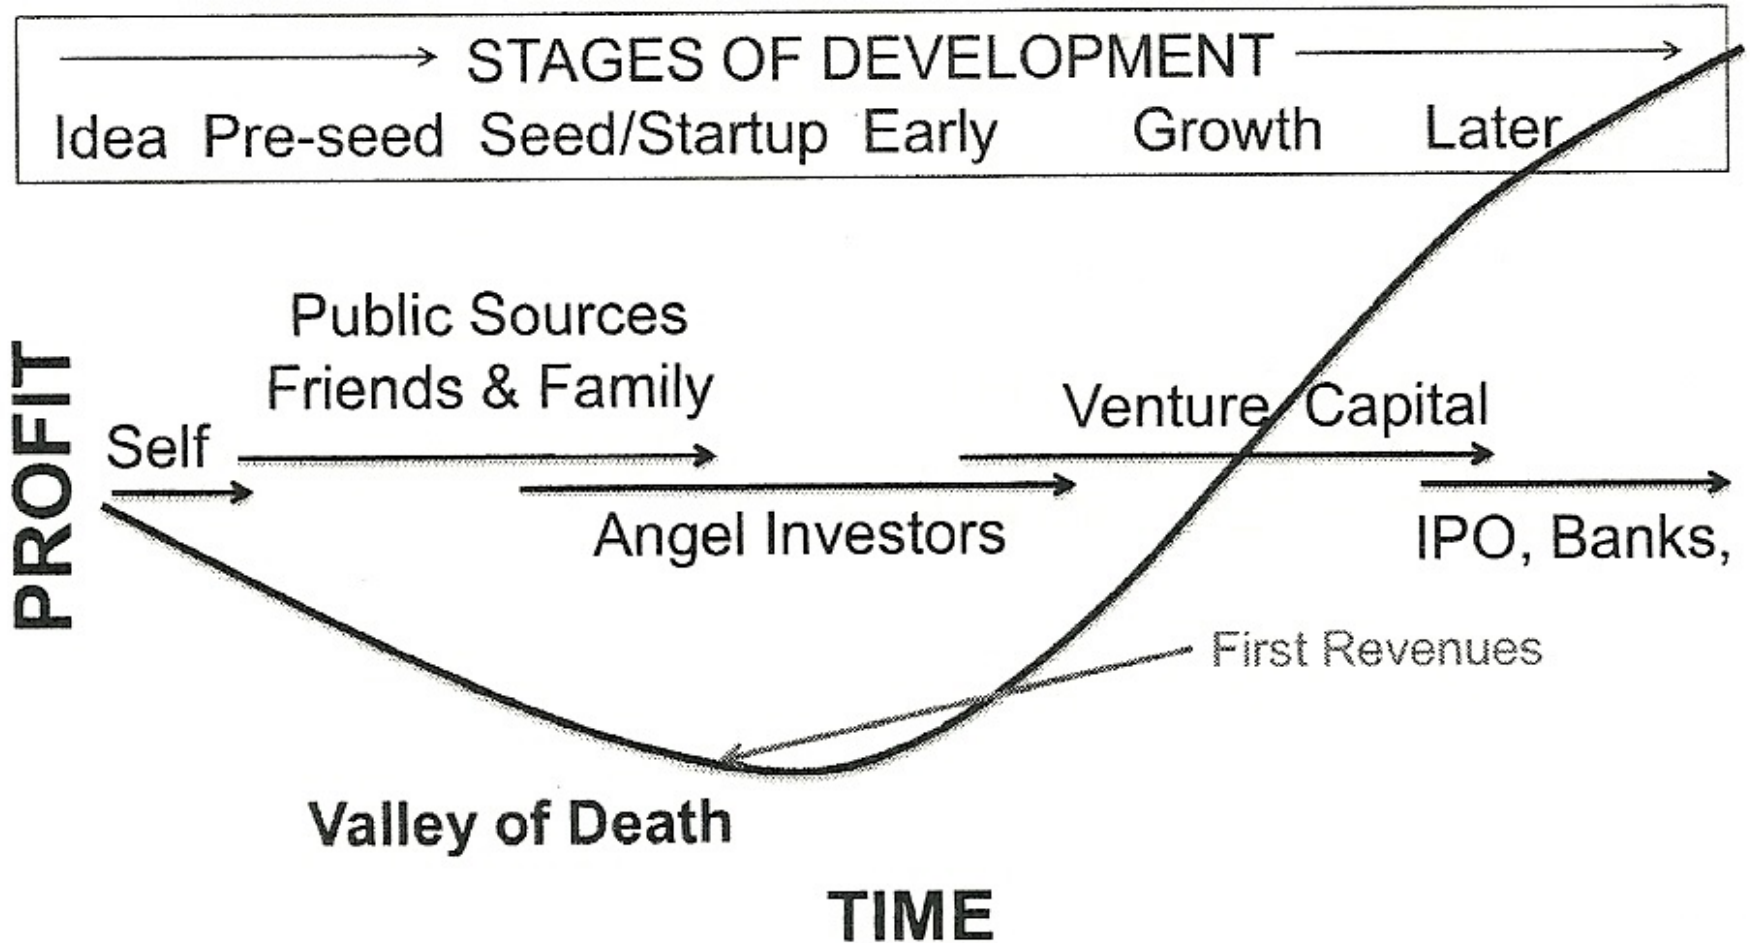 STAGES OF DEVELOPMENT
Idea Pre-seed Seed/Startup Early Growth Later
Public Sources
Friends & Family
Self
Venture Capital
Angel Investors
IPO, Banks,
First Revenues
Valley of Death
PROFIT
TIME